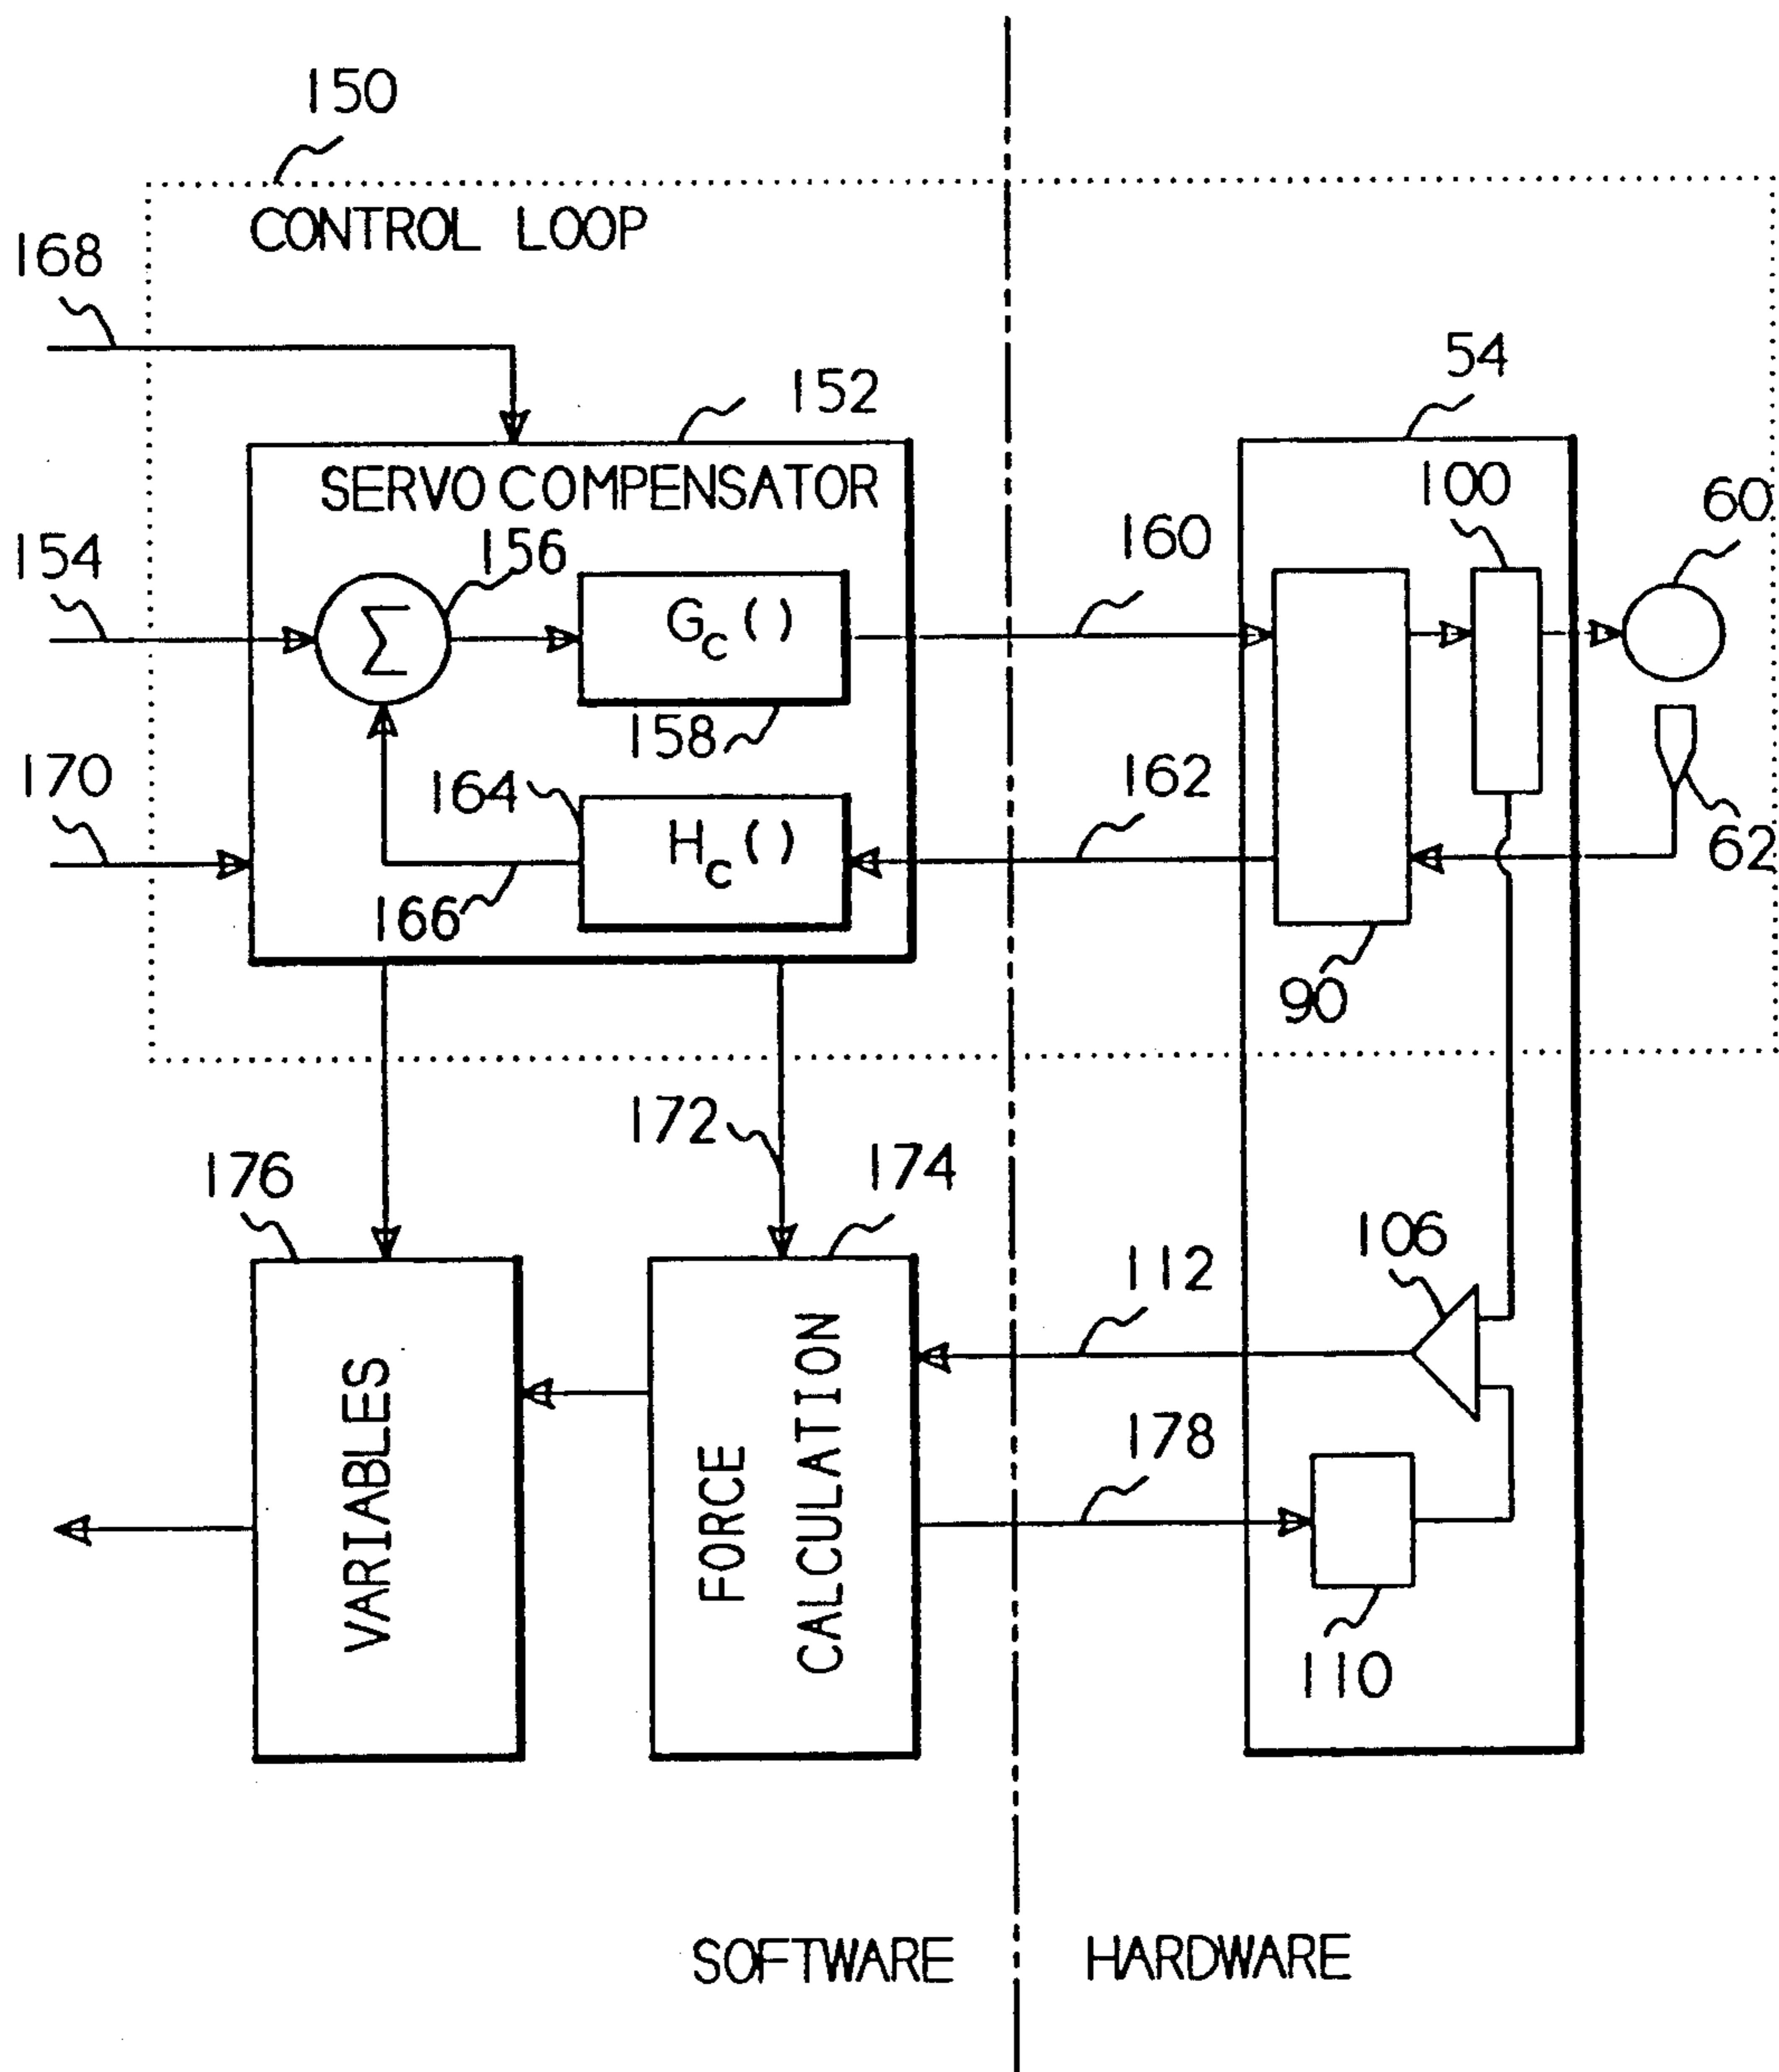 150
CONTROL LOOP
168
54
152
SERVO COMPENSATOR
100
60
154
156
160
Σ
Gc ( )
158
170
164
162
Hc ( )
62
166
90
172
174
176
106
112
VARIABLES
FORCE
CALCULATION
178
110
SOFTWARE
HARDWARE